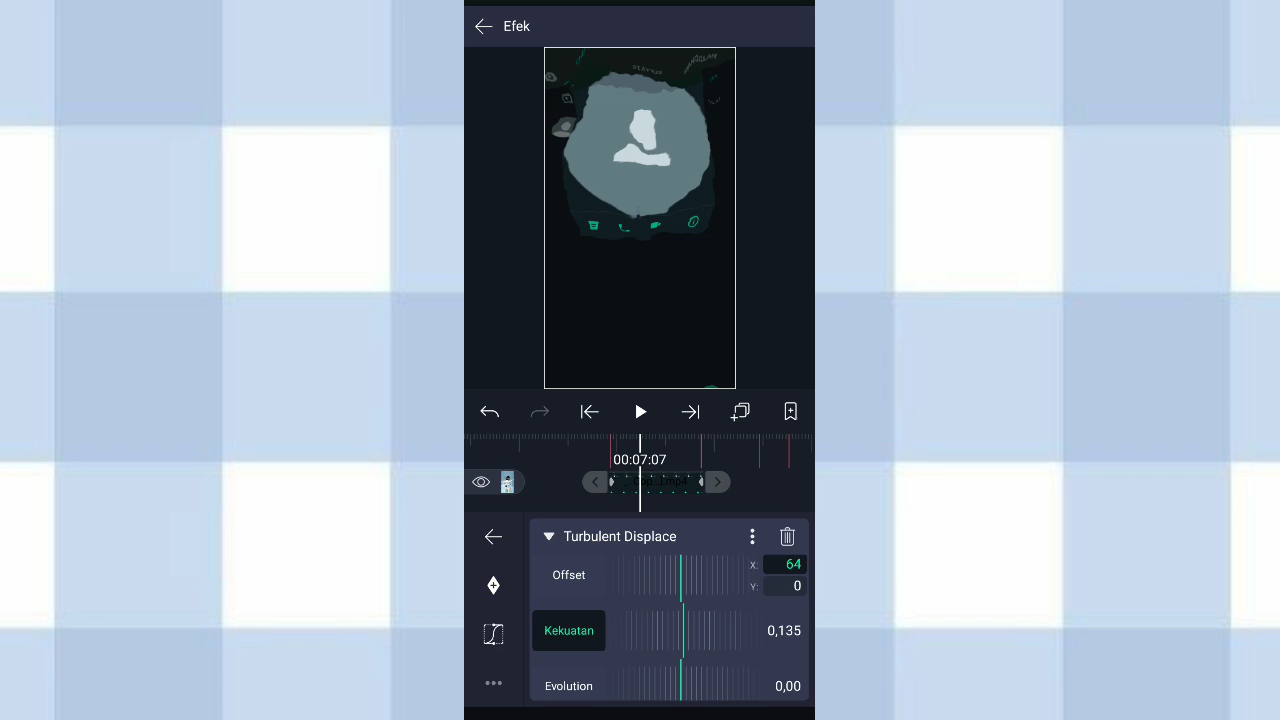 Efek
00:07:07
Turbulent Displace
Offset
X: 64
Y: 0
Kekuatan
0,135
Evolution
0,00